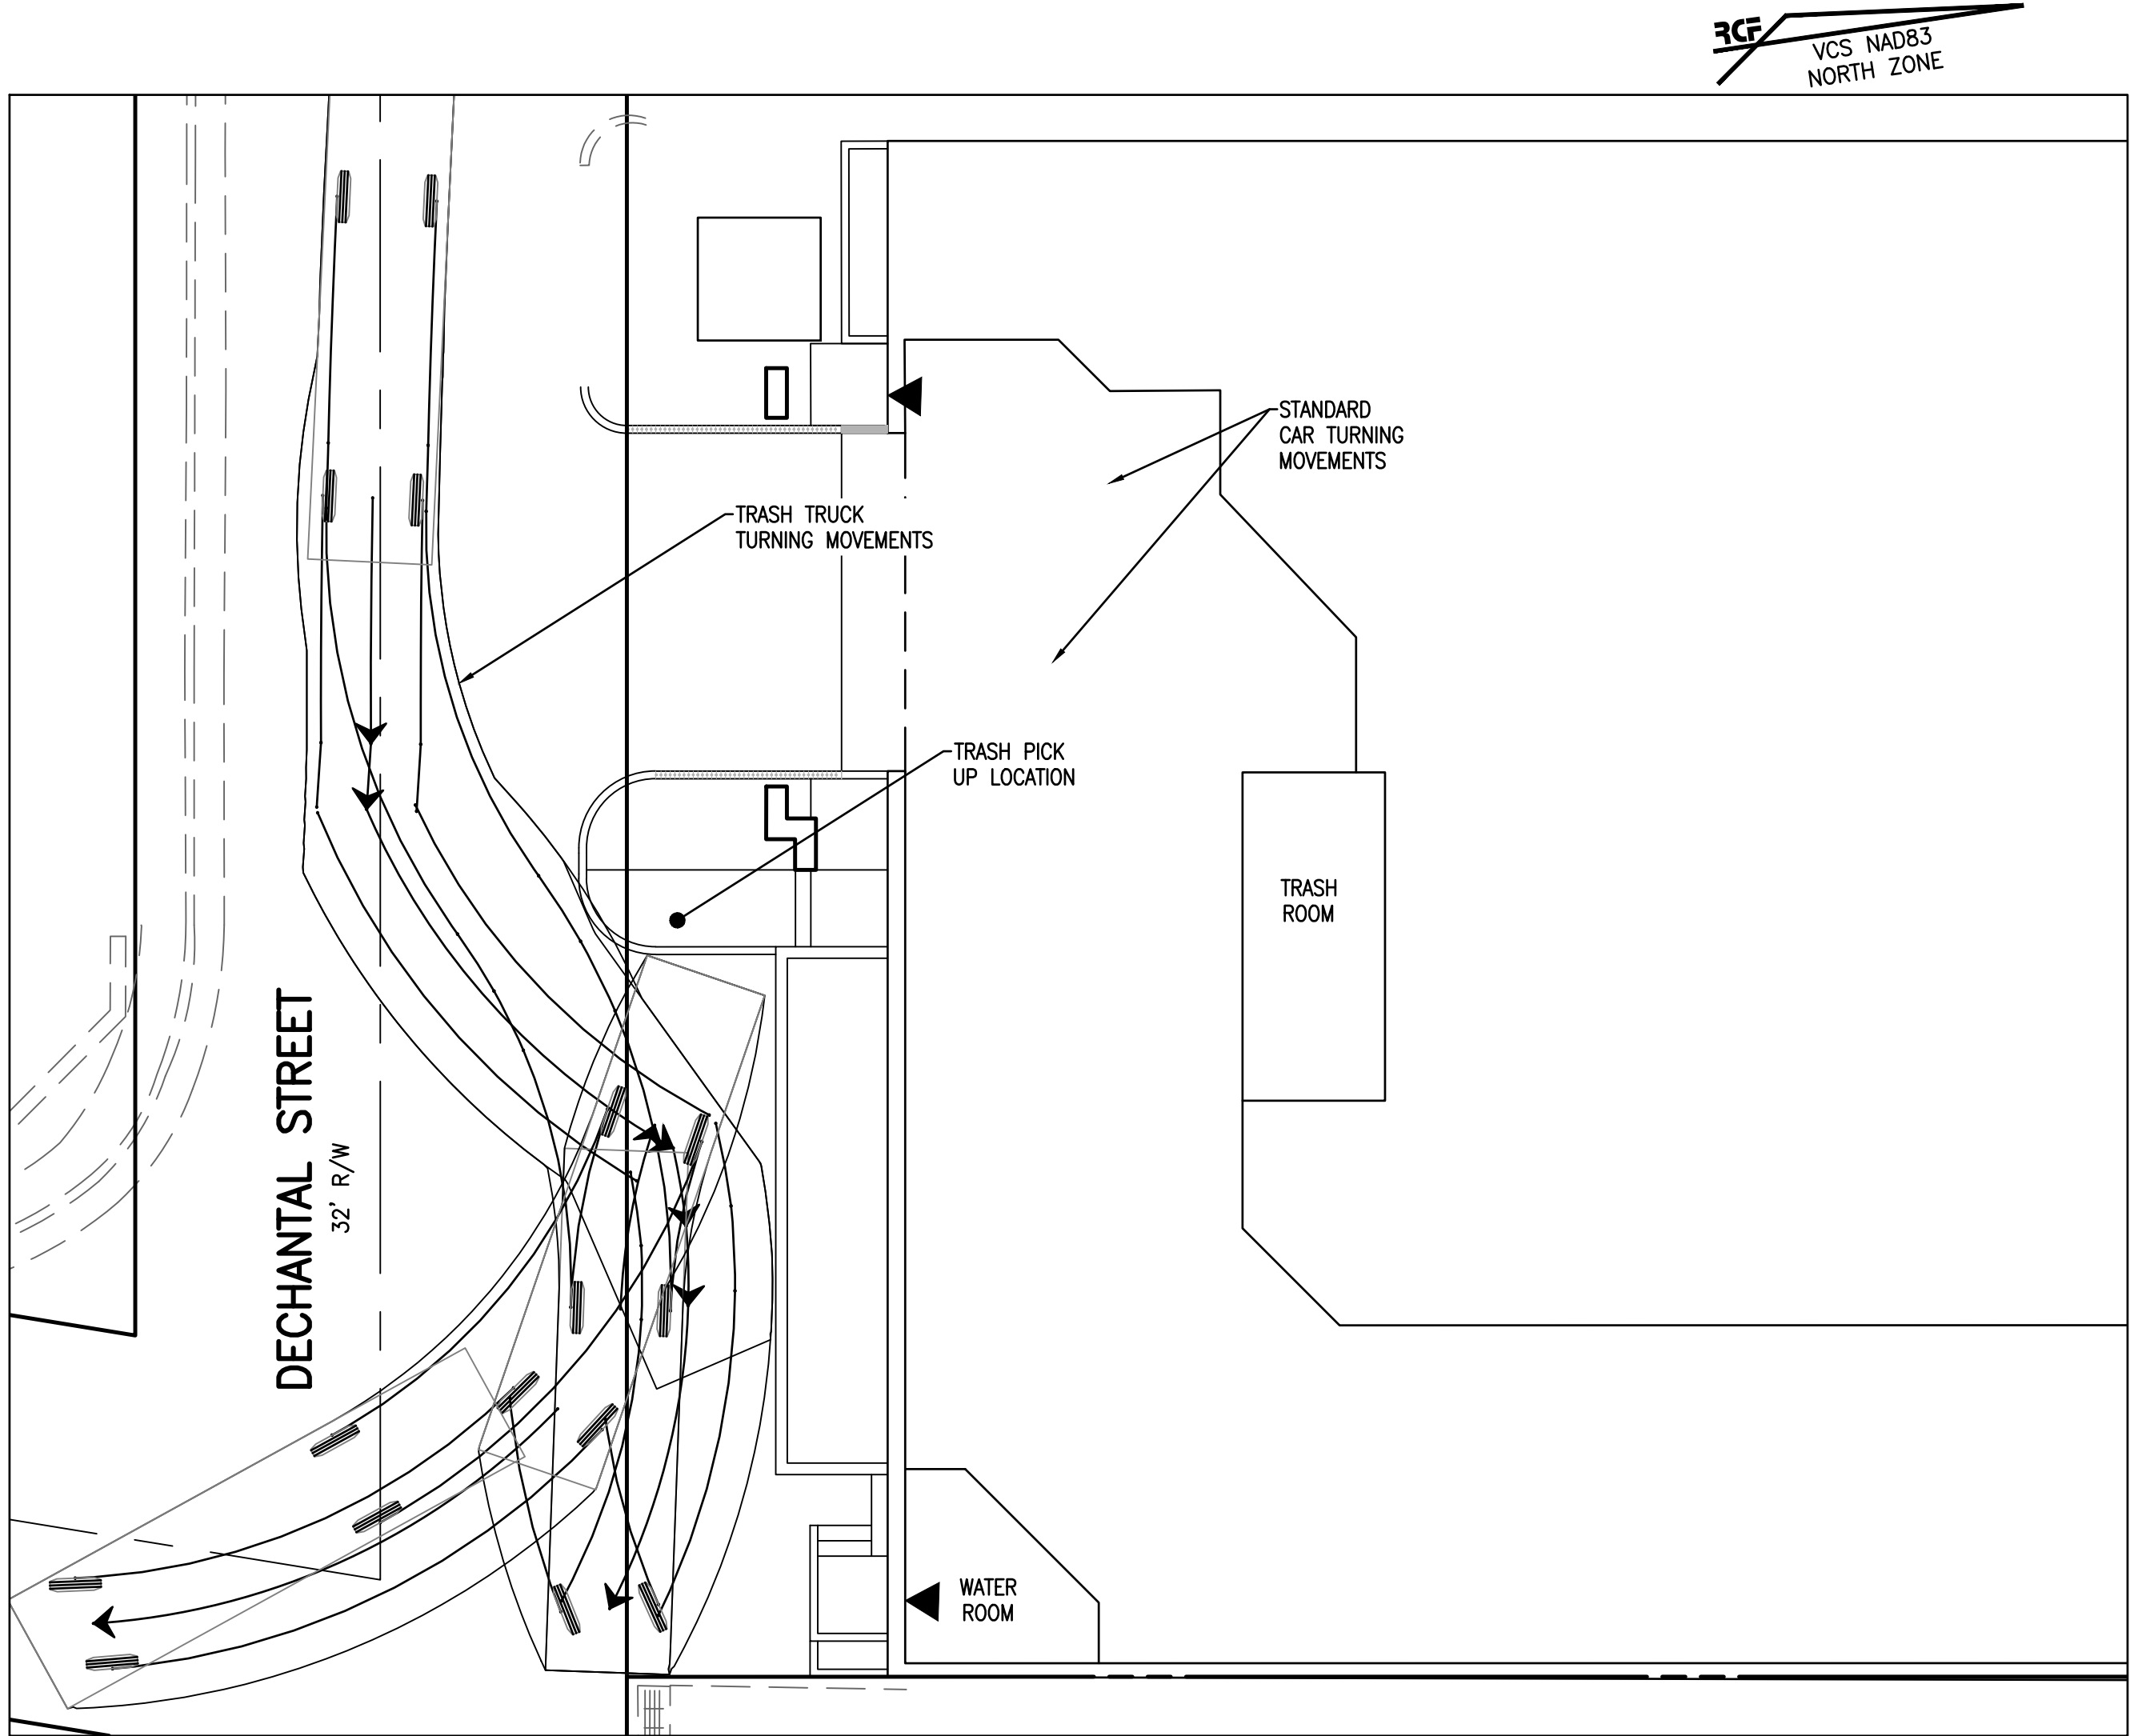 RCF
VCS NAD83
NORTH ZONE
STANDARD
CAR TURNING
MOVEMENTS
TRASH TRUCK
TURNING MOVEMENTS
TRASH PICK
UP LOCATION
TRASH
ROOM
DECHANTAL STREET
32' R/W
WATER
ROOM